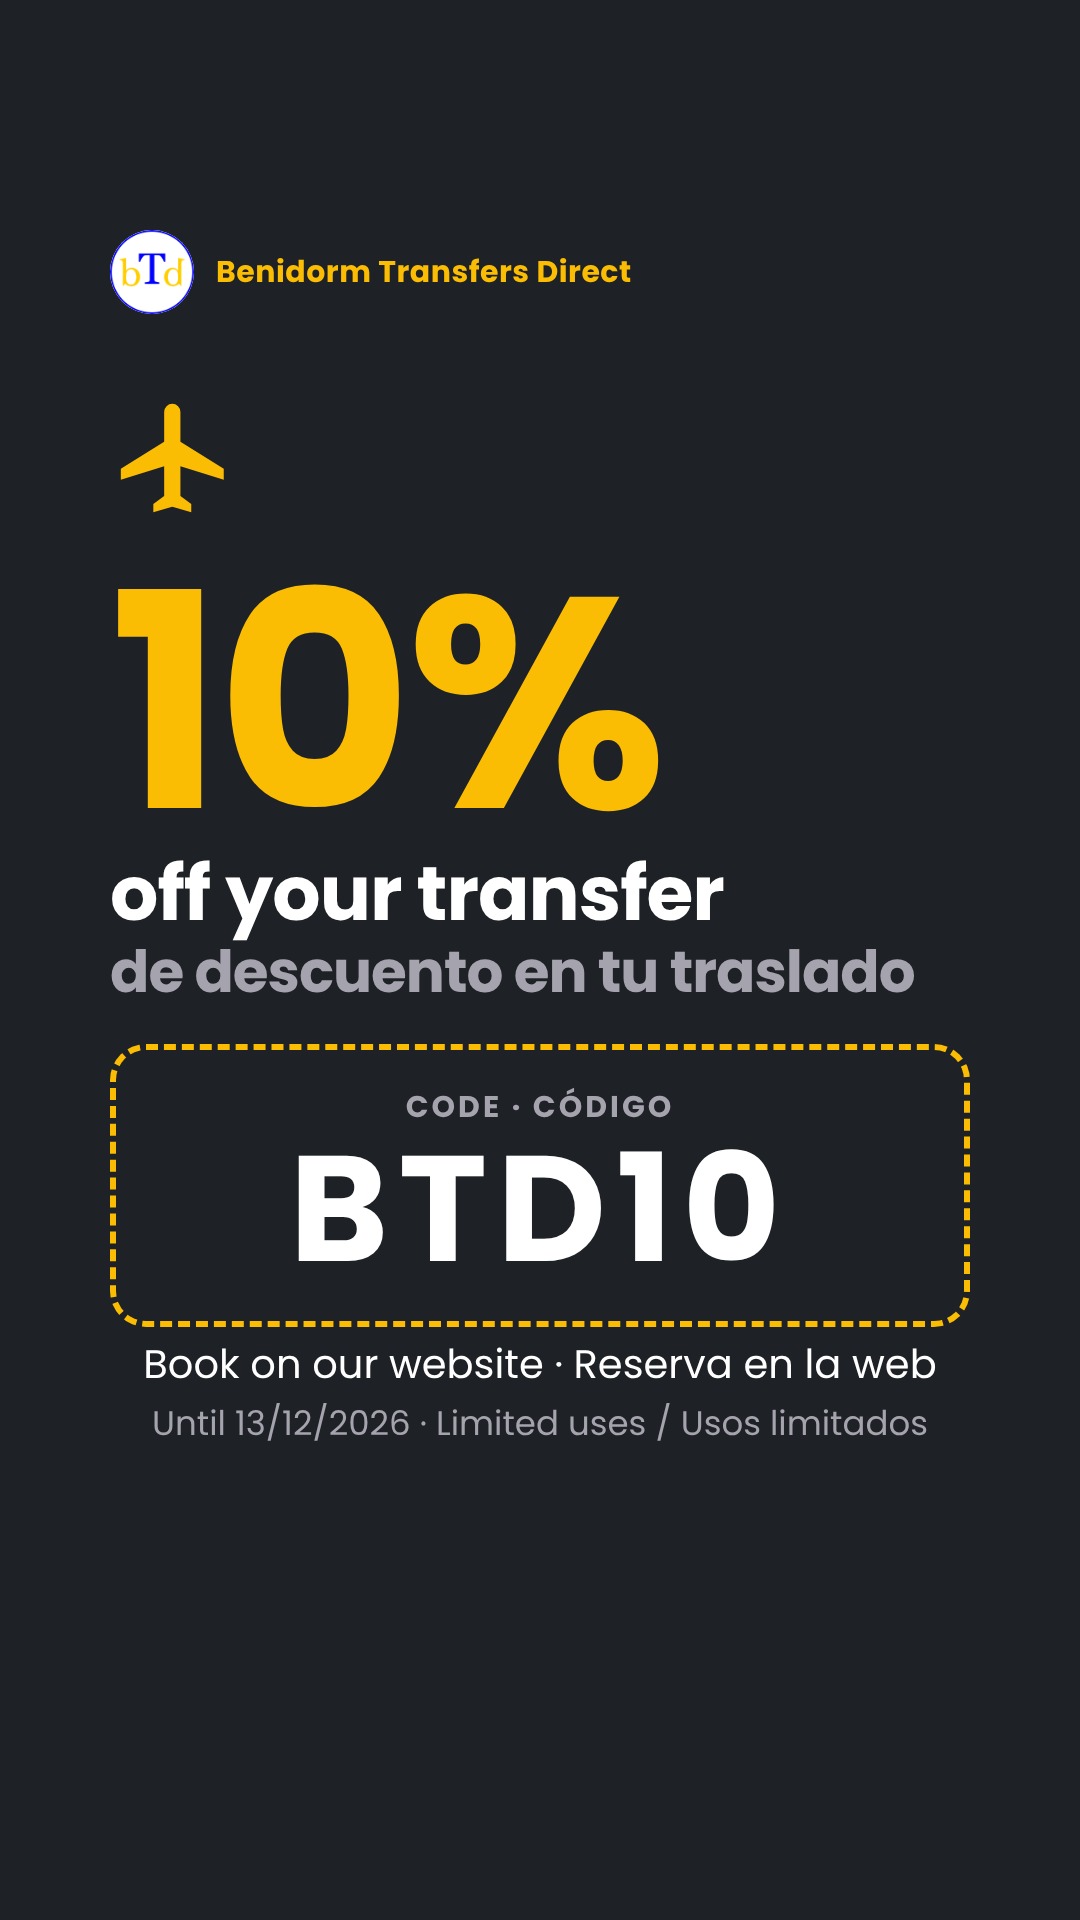 bTd
Benidorm Transfers Direct
10%
off your transfer
de descuento en tu traslado
CODE · CÓDIGO
BTD10
Book on our website · Reserva en la web
Until 13/12/2026 · Limited uses / Usos limitados